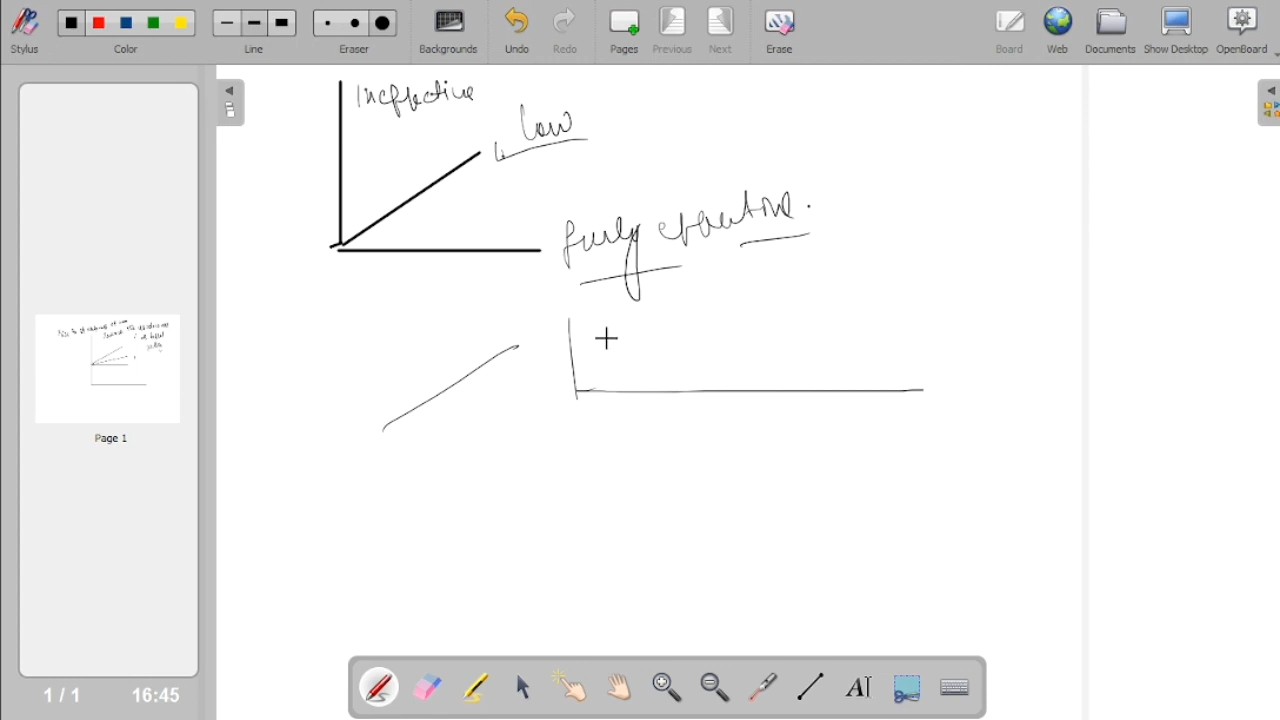 Stylus
Color
Line
Eraser
Backgrounds
Undo
Redo
Pages
Previous
Next
Erase
Board
Web
Documents
Show Desktop
OpenBoard
Ineffective
low
fully effective.
Page 1
1 / 1
16:45